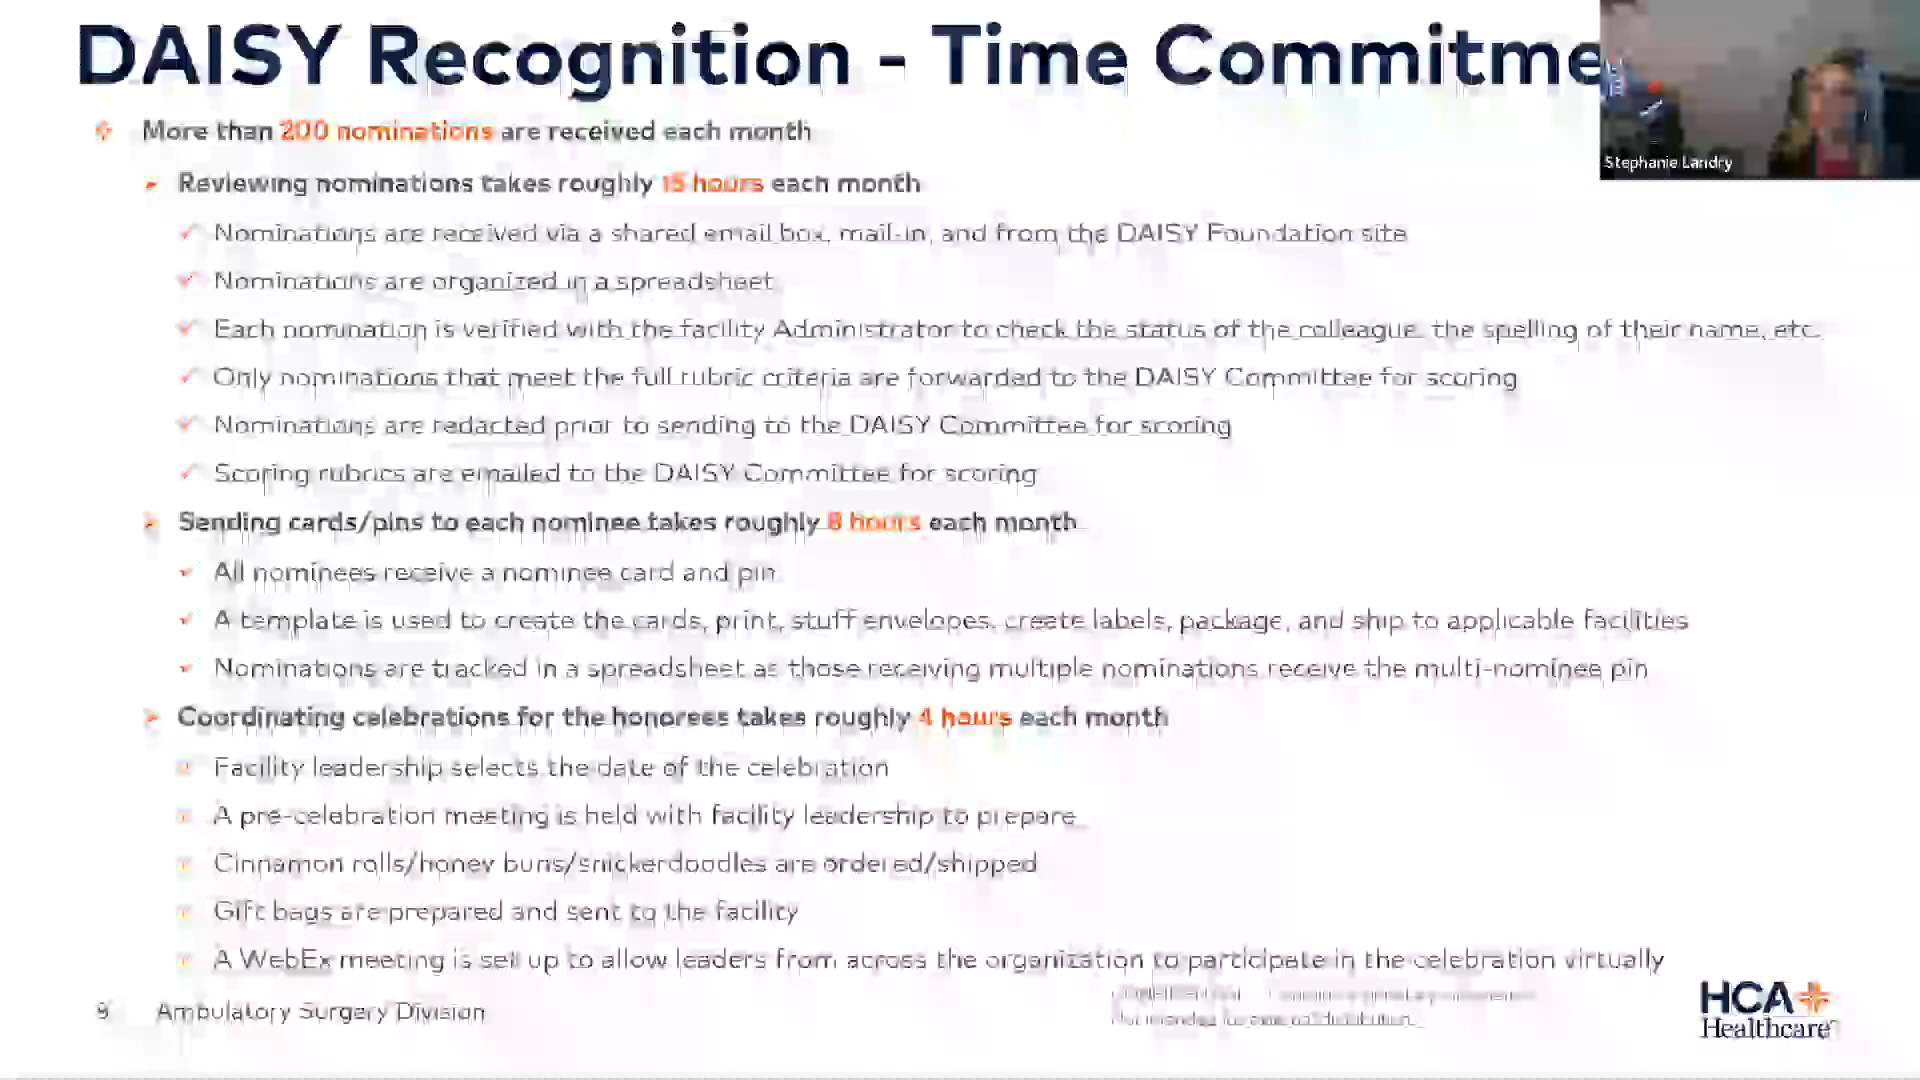 DAISY Recognition - Time Commitme
Stephanie Landry
More than 200 nominations are received each month
Reviewing nominations takes roughly 15 hours each month
Nominations are received via a shared email box, mail-in, and from the DAISY Foundation site
Nominations are organized in a spreadsheet
Each nomination is verified with the facility Administrator to check the status of the colleague, the spelling of their name, etc.
Only nominations that meet the full rubric criteria are forwarded to the DAISY Committee for scoring
Nominations are redacted prior to sending to the DAISY Committee for scoring
Scoring rubrics are emailed to the DAISY Committee for scoring
Sending cards/pins to each nominee takes roughly 8 hours each month
All nominees receive a nominee card and pin
A template is used to create the cards, print, stuff envelopes, create labels, package, and ship to applicable facilities
Nominations are tracked in a spreadsheet as those receiving multiple nominations receive the multi-nominee pin
Coordinating celebrations for the honorees takes roughly 4 hours each month
Facility leadership selects the date of the celebration
A pre-celebration meeting is held with facility leadership to prepare
Cinnamon rolls/honey buns/snickerdoodles are ordered/shipped
Gift bags are prepared and sent to the facility
A WebEx meeting is set up to allow leaders from across the organization to participate in the celebration virtually
9 Ambulatory Surgery Division
HCA
Healthcare